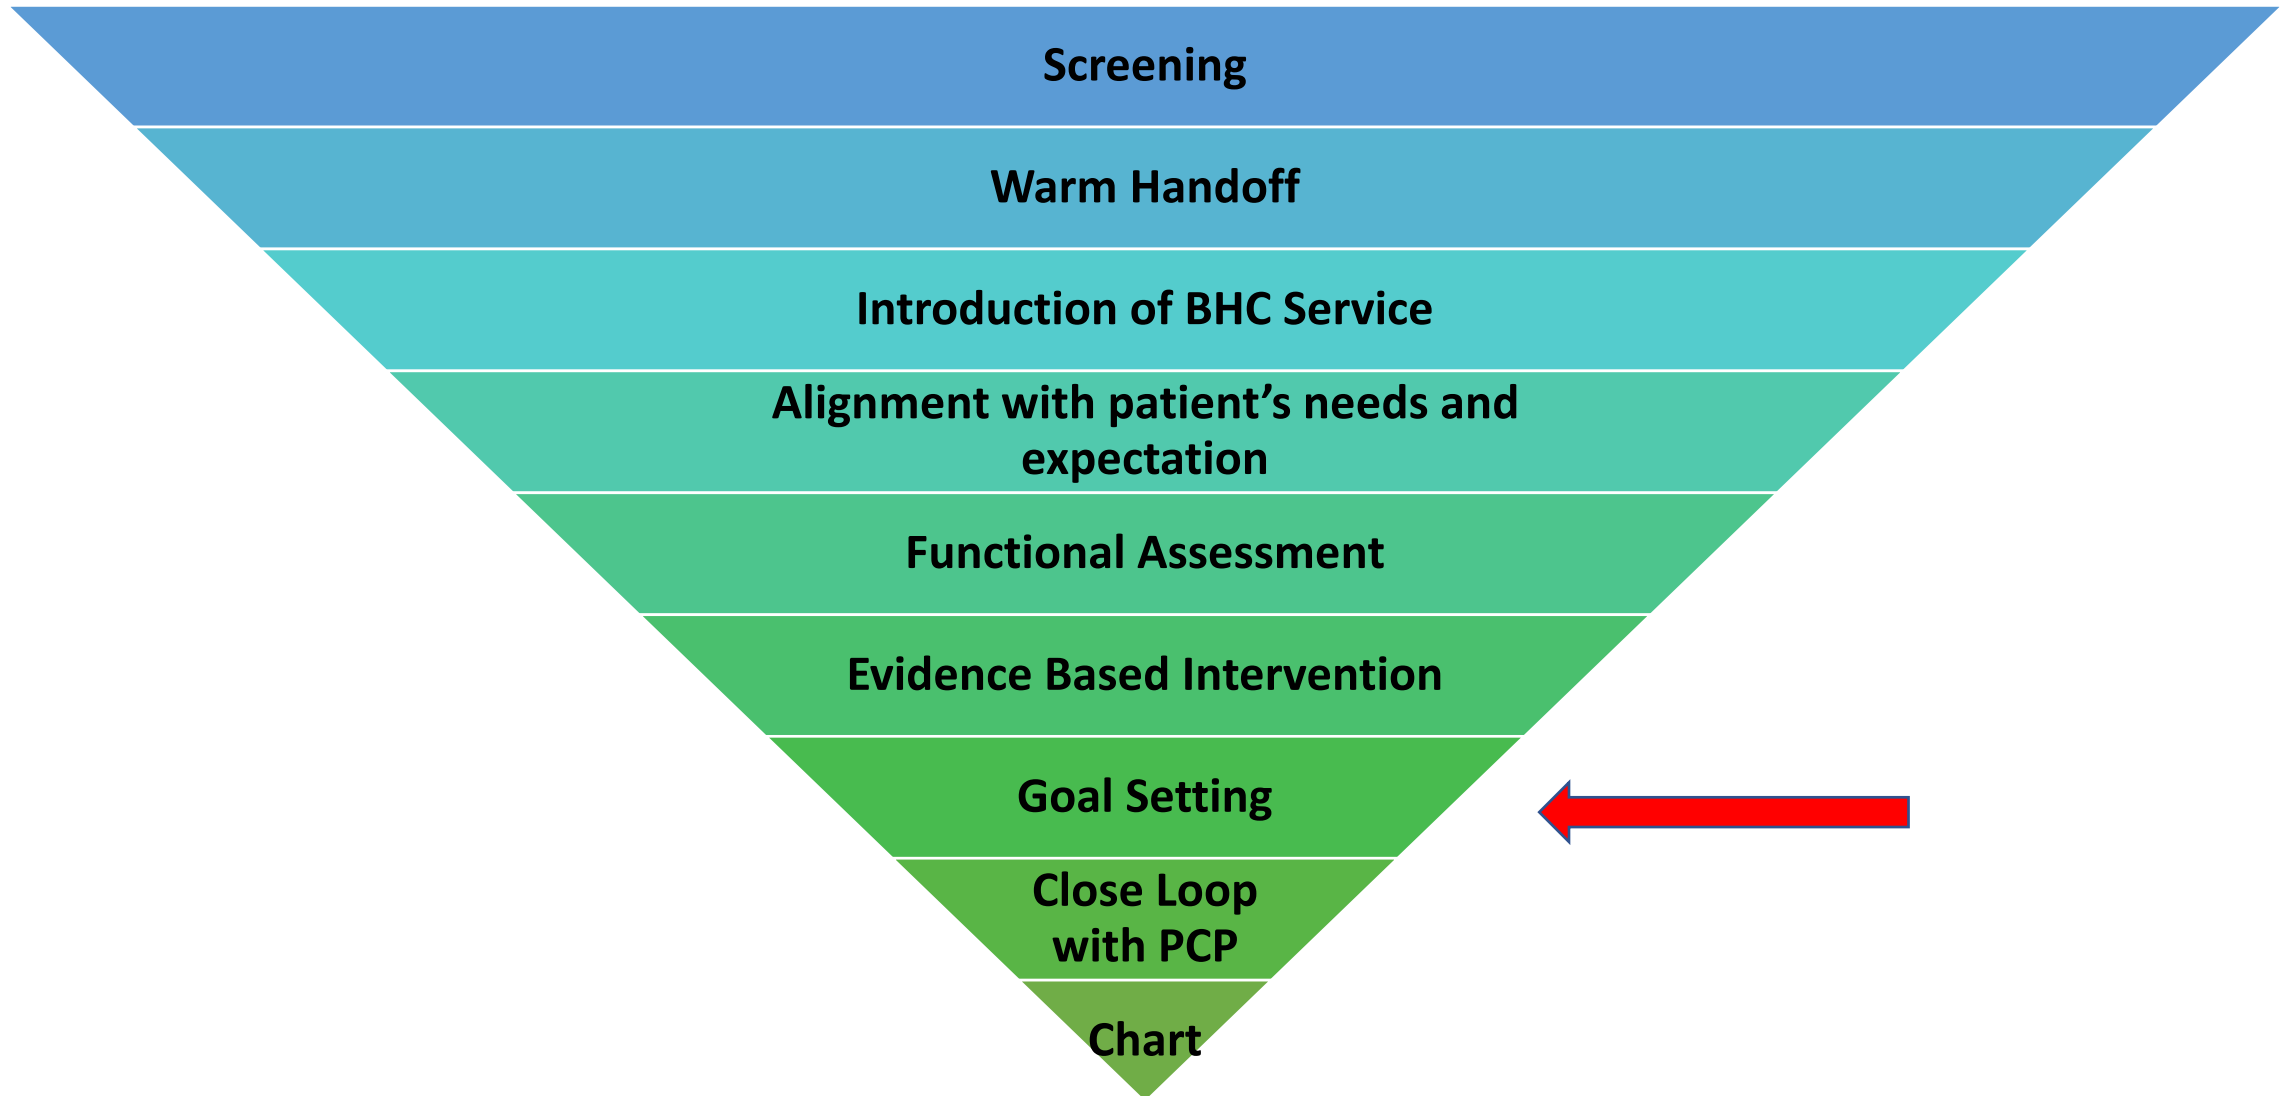 Screening
Warm Handoff
Introduction of BHC Service
Alignment with patient’s needs and
expectation
Functional Assessment
Evidence Based Intervention
Goal Setting
Close Loop
with PCP
Chart